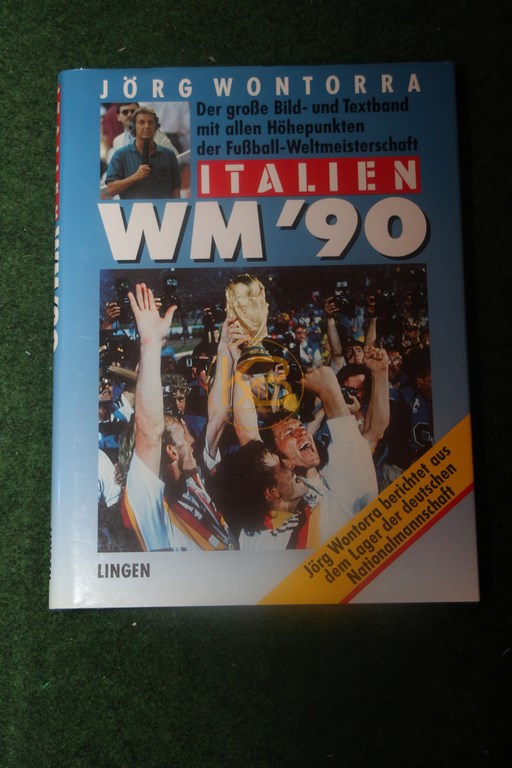 JÖRG WONTORRA
Der große Bild- und Textband
mit allen Höhepunkten
der Fußball-Weltmeisterschaft
ITALIEN
WM '90
Jörg Wontorra berichtet aus
dem Lager der deutschen
Nationalmannschaft
LINGEN